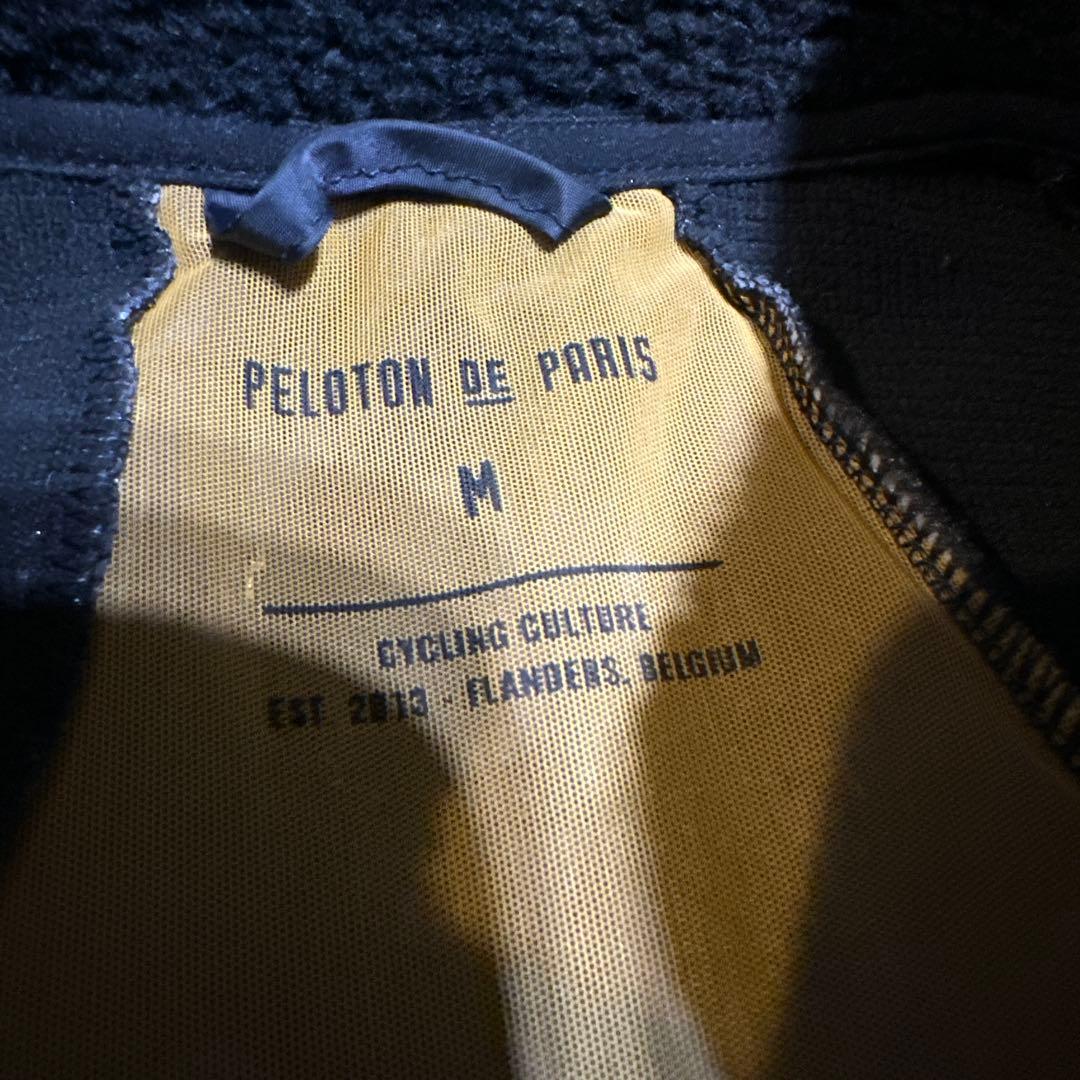 PELOTON DE PARIS
M
CYCLING CULTURE
EST 2013 - FLANDERS, BELGIUM